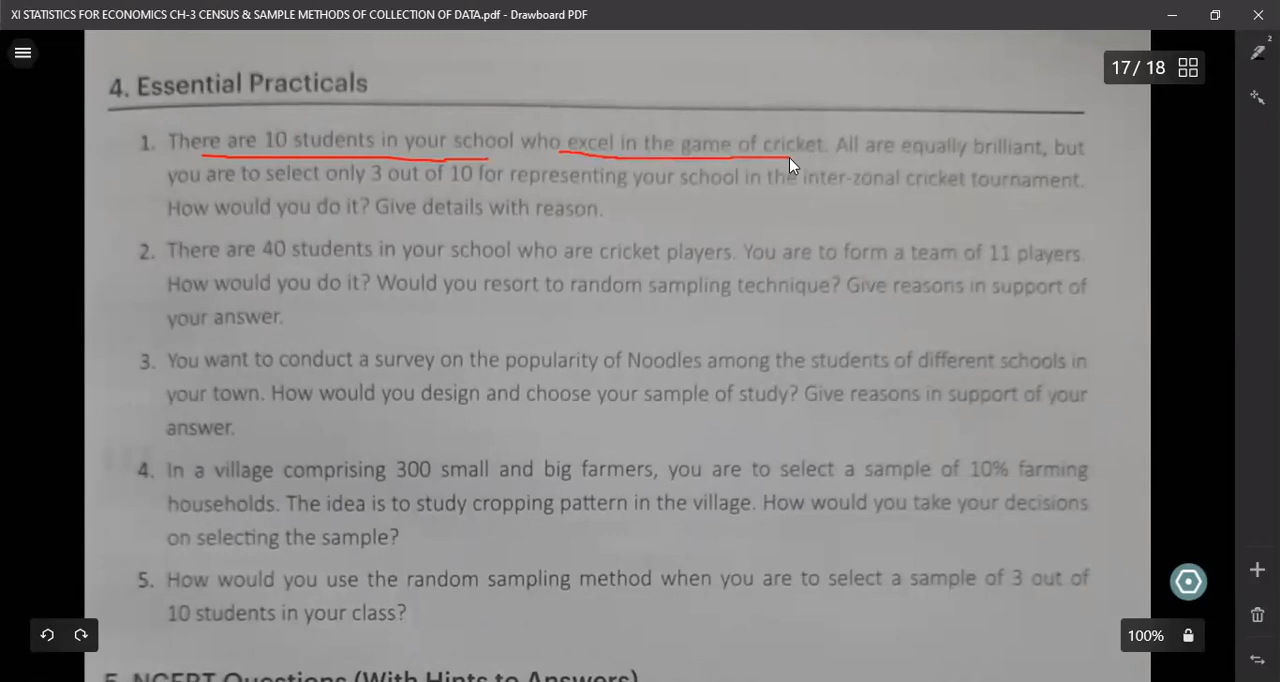 XI STATISTICS FOR ECONOMICS CH-3 CENSUS & SAMPLE METHODS OF COLLECTION OF DATA.pdf - Drawboard PDF
17 / 18
2
4. Essential Practicals
1. There are 10 students in your school who excel in the game of cricket. All are equally brilliant, but
you are to select only 3 out of 10 for representing your school in the inter-zonal cricket tournament.
How would you do it? Give details with reason.
2. There are 40 students in your school who are cricket players. You are to form a team of 11 players.
How would you do it? Would you resort to random sampling technique? Give reasons in support of
your answer.
3. You want to conduct a survey on the popularity of Noodles among the students of different schools in
your town. How would you design and choose your sample of study? Give reasons in support of your
answer.
4. In a village comprising 300 small and big farmers, you are to select a sample of 10% farming
households. The idea is to study cropping pattern in the village. How would you take your decisions
on selecting the sample?
5. How would you use the random sampling method when you are to select a sample of 3 out of
10 students in your class?
100%
5. NCERT Questions (With Hints to Answers)